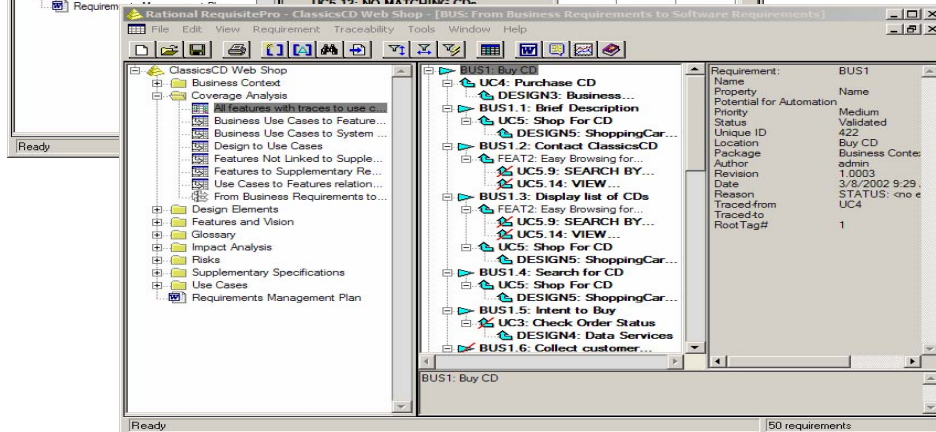 Requirem
UC5.13: NO MATCHING CDs
Ready
Rational RequisitePro - ClassicsCD Web Shop - [BUS: From Business Requirements to Software Requirements]
File Edit View Requirement Traceability Tools Window Help
ClassicsCD Web Shop
Business Context
Coverage Analysis
All features with traces to use c...
Business Use Cases to Feature...
Business Use Cases to System ...
Design to Use Cases
Features Not Linked to Supple...
Features to Supplementary Re...
Use Cases to Features relation...
From Business Requirements to...
Design Elements
Features and Vision
Glossary
Impact Analysis
Risks
Supplementary Specifications
Use Cases
Requirements Management Plan
BUS1: Buy CD
UC4: Purchase CD
DESIGN3: Business...
BUS1.1: Brief Description
UC5: Shop For CD
DESIGN5: ShoppingCar...
BUS1.2: Contact ClassicsCD
FEAT2: Easy Browsing for...
UC5.9: SEARCH BY...
UC5.14: VIEW...
BUS1.3: Display list of CDs
FEAT2: Easy Browsing for...
UC5.9: SEARCH BY...
UC5.14: VIEW...
UC5: Shop For CD
DESIGN5: ShoppingCar...
BUS1.4: Search for CD
UC5: Shop For CD
DESIGN5: ShoppingCar...
BUS1.5: Intent to Buy
UC3: Check Order Status
DESIGN4: Data Services
BUS1.6: Collect customer...
Requirement: BUS1
Name
Property Name
Potential for Automation
Priority Medium
Status Validated
Unique ID 422
Location Buy CD
Package Business Contex
Author admin
Revision 1.0003
Date 3/8/2002 9:29
Reason STATUS: <no e
Traced-from UC4
Traced-to
RootTag# 1
BUS1: Buy CD
Ready
50 requirements